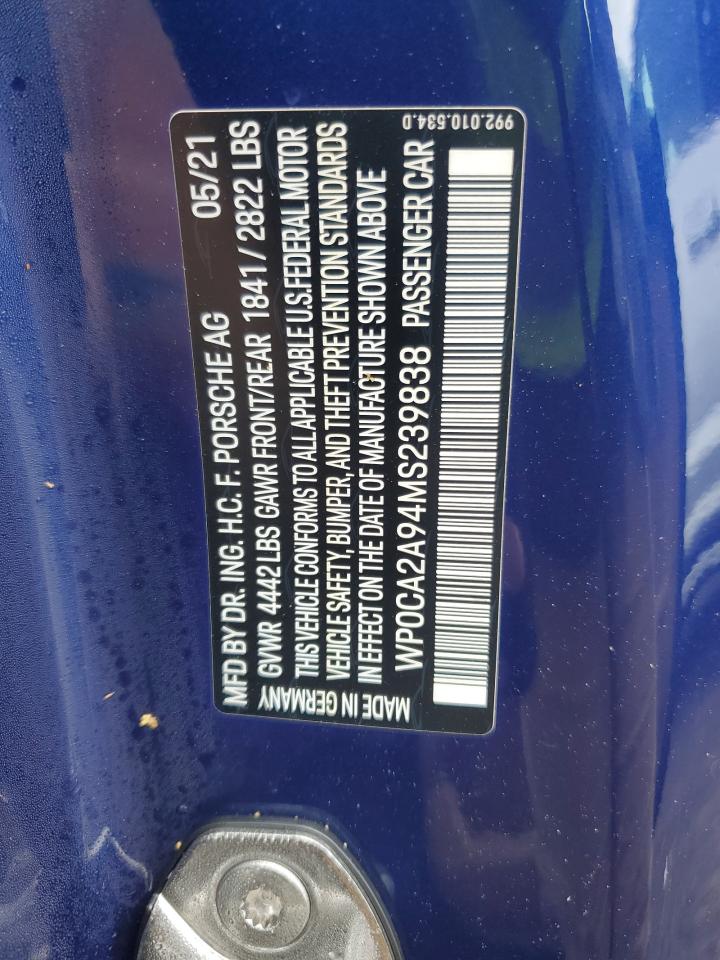 MFD BY DR. ING. H.C. F. PORSCHE AG 05/21
GVWR 4442 LBS GAWR FRONT/REAR 1841 / 2822 LBS
THIS VEHICLE CONFORMS TO ALL APPLICABLE U.S. FEDERAL MOTOR
VEHICLE SAFETY, BUMPER, AND THEFT PREVENTION STANDARDS
IN EFFECT ON THE DATE OF MANUFACTURE SHOWN ABOVE
MADE IN GERMANY
WP0CA2A94MS239838 PASSENGER CAR
992.010.534.D